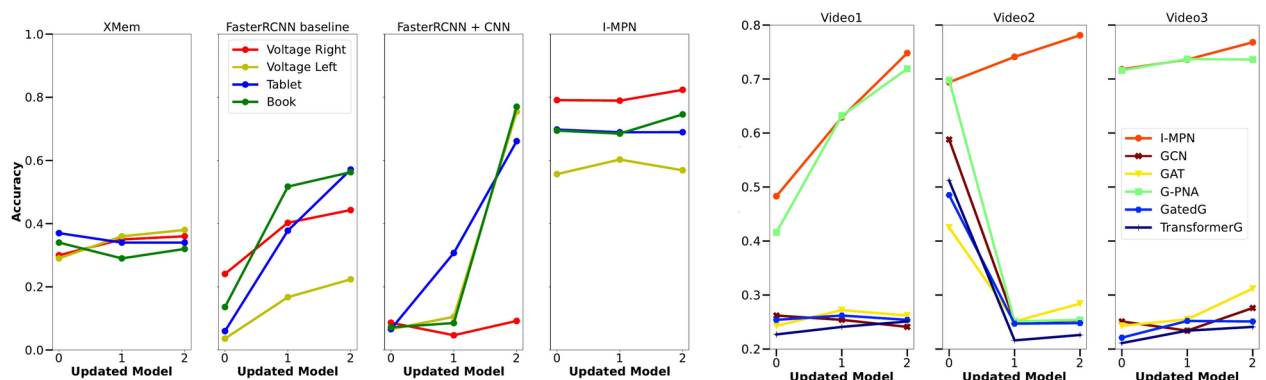 XMem
FasterRCNN baseline
FasterRCNN + CNN
I-MPN
Accuracy
1.0
0.8
0.6
0.4
0.2
0.0
Voltage Right
Voltage Left
Tablet
Book
0 1 2
0 1 2
0 1 2
0 1 2
Updated Model
Updated Model
Updated Model
Updated Model
Video1
Video2
Video3
0.8
0.7
0.6
0.5
0.4
0.3
0.2
I-MPN
GCN
GAT
G-PNA
GatedG
TransformerG
0 1 2
0 1 2
0 1 2
Updated Model
Updated Model
Updated Model